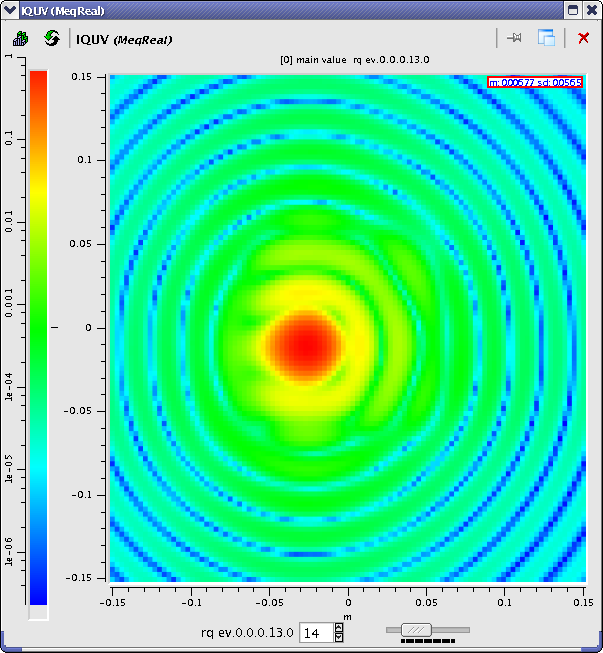 IQUV (MeqReal)
IQUV (MeqReal)
[0] main value rq ev.0.0.0.13.0
m:.000577 sd:.00565
1
0.1
0.01
0.001
1e-04
1e-05
1e-06
0.15
0.1
0.05
0
-0.05
-0.1
-0.15
-0.15 -0.1 -0.05 0 0.05 0.1 0.15
m
rq ev.0.0.0.13.0 14